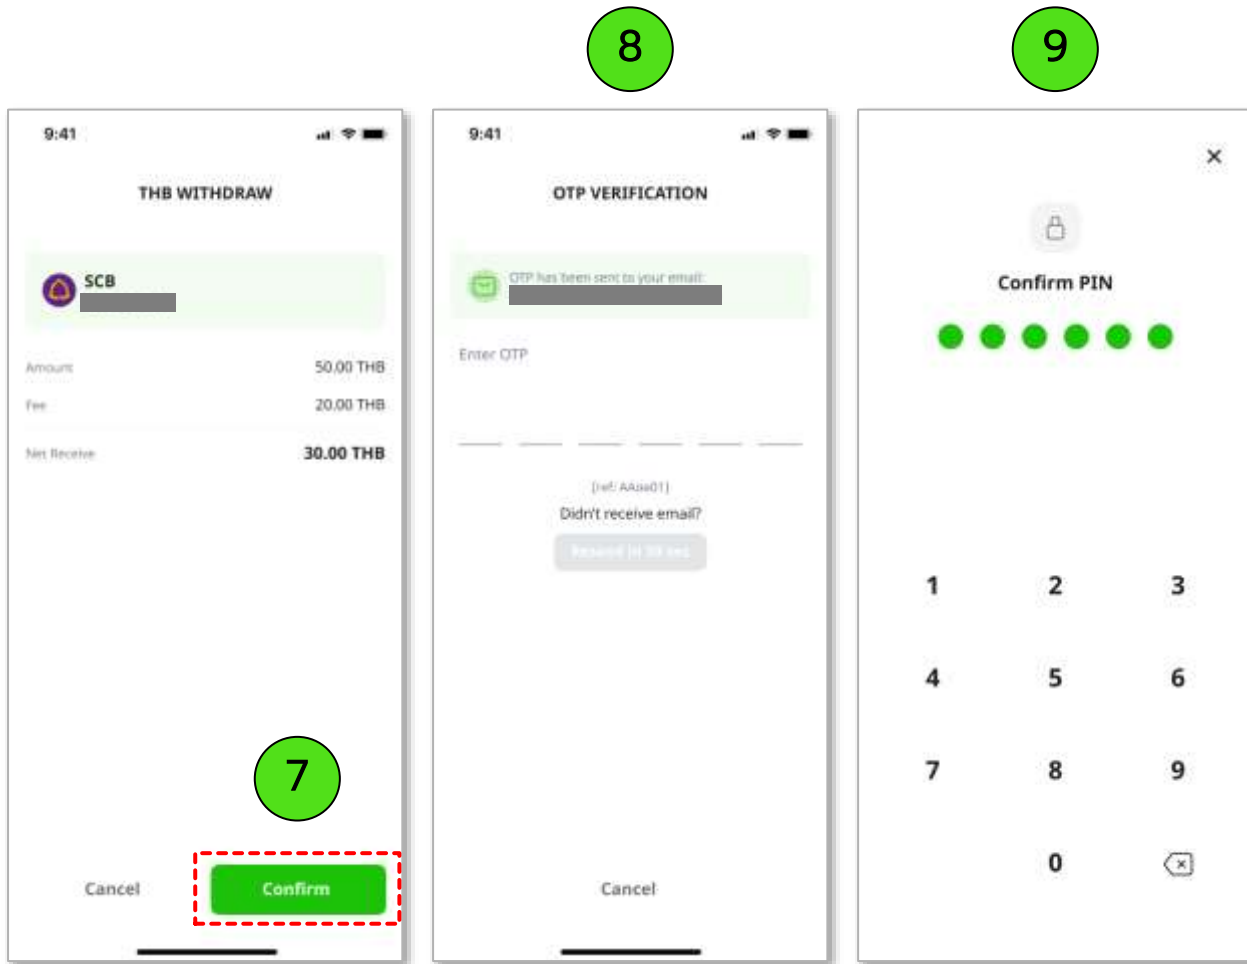 8
9
9:41
THB WITHDRAW
SCB
Amount 50.00 THB
Fee 20.00 THB
Net Receive 30.00 THB
7
Cancel Confirm
9:41
OTP VERIFICATION
OTP has been sent to your email:
Enter OTP
Didn't receive email?
Resend in
Cancel
Confirm PIN
1 2 3
4 5 6
7 8 9
0